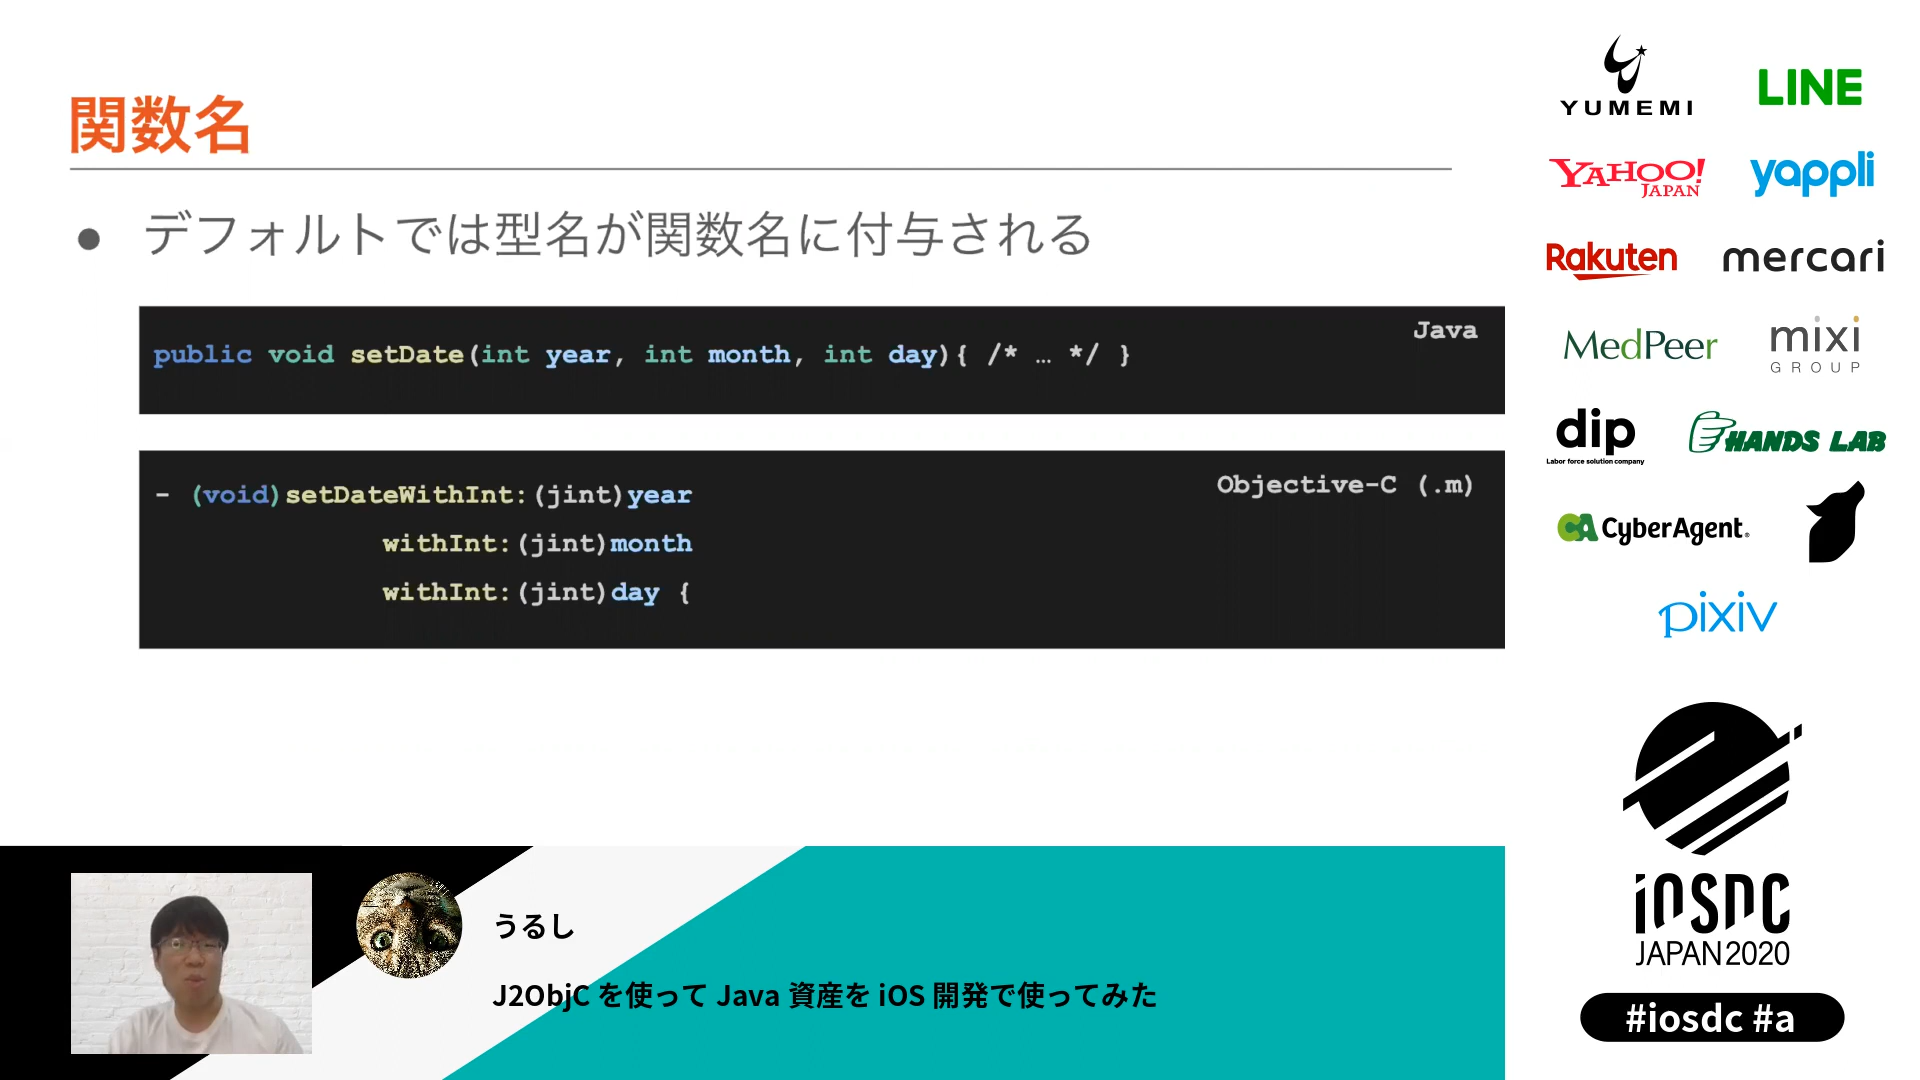 関数名
● デフォルトでは型名が関数名に付与される
Java
public void setDate(int year, int month, int day){ /* … */ }
Objective-C (.m)
- (void)setDateWithInt:(jint)year
withInt:(jint)month
withInt:(jint)day {
うるし
J2ObjC を使って Java 資産を iOS 開発で使ってみた
YUMEMI
LINE
YAHOO!
JAPAN
yappli
Rakuten
mercari
MedPeer
mixi
GROUP
dip
Labor force solution company
HANDS LAB
CA CyberAgent.
pixiv
iOSDC
JAPAN 2020
#iosdc #a